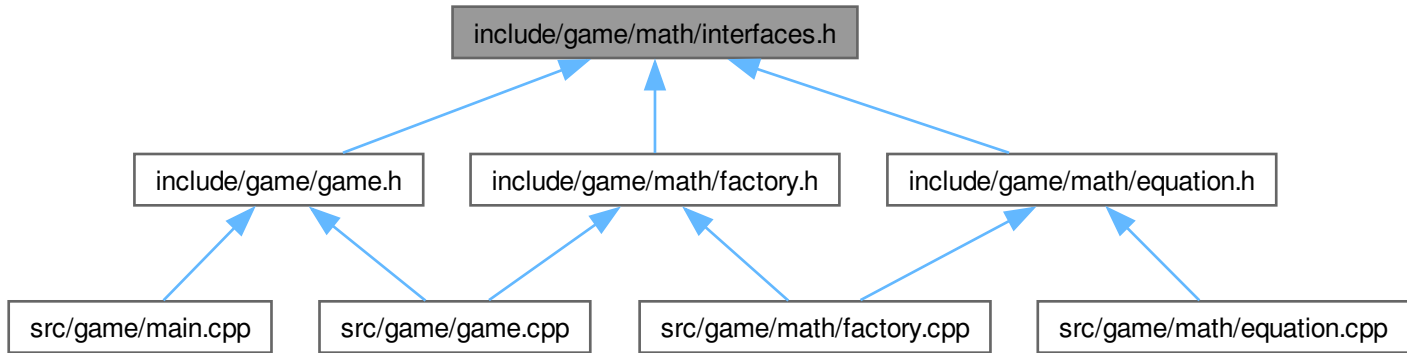 include/game/math/interfaces.h
include/game/game.h
include/game/math/factory.h
include/game/math/equation.h
src/game/main.cpp
src/game/game.cpp
src/game/math/factory.cpp
src/game/math/equation.cpp